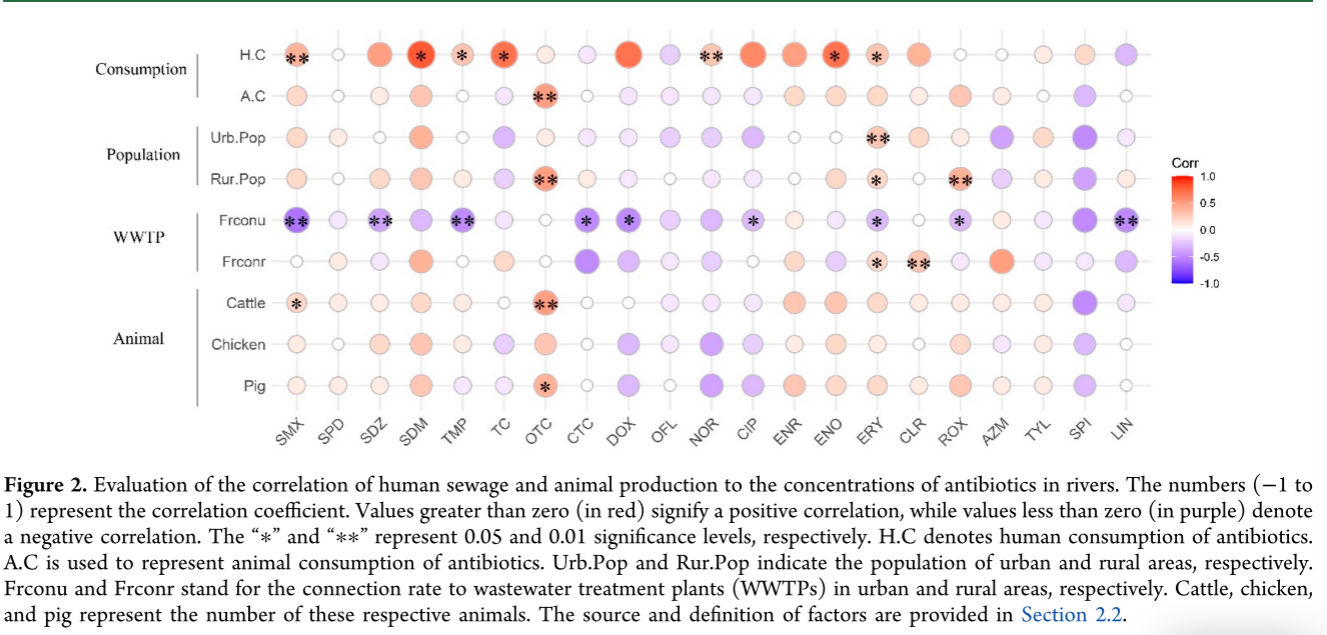 H.C
** * * * ** * *
Consumption
A.C
**
Urb.Pop
**
Population
Rur.Pop
** * **
Corr
1.0
0.5
0.0
-0.5
-1.0
Frconu
** ** ** * * * * * **
WWTP
Frconr
* **
Cattle
* **
Animal
Chicken
Pig
*
SMX SPD SDZ SDM TMP TC OTC CTC DOX OFL NOR CIP ENR ENO ERY CLR ROX AZM TYL SPI LIN
Figure 2. Evaluation of the correlation of human sewage and animal production to the concentrations of antibiotics in rivers. The numbers (−1 to
1) represent the correlation coefficient. Values greater than zero (in red) signify a positive correlation, while values less than zero (in purple) denote
a negative correlation. The “*” and “**” represent 0.05 and 0.01 significance levels, respectively. H.C denotes human consumption of antibiotics.
A.C is used to represent animal consumption of antibiotics. Urb.Pop and Rur.Pop indicate the population of urban and rural areas, respectively.
Frconu and Frconr stand for the connection rate to wastewater treatment plants (WWTPs) in urban and rural areas, respectively. Cattle, chicken,
and pig represent the number of these respective animals. The source and definition of factors are provided in Section 2.2.